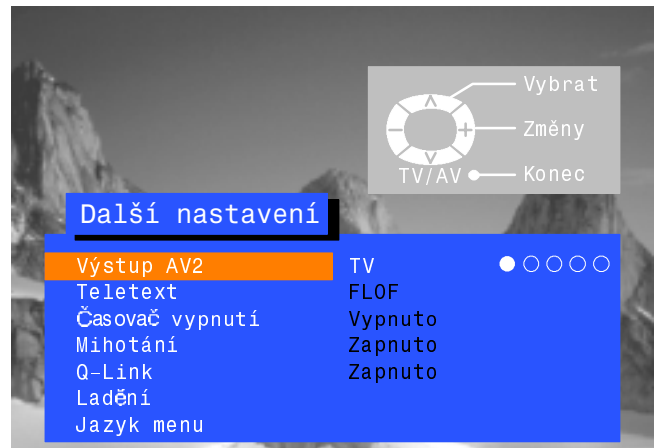 Vybrat
Změny
TV/AV Konec
Další nastavení
Výstup AV2 TV
Teletext FLOF
Časovač vypnutí Vypnuto
Mihotání Zapnuto
Q-Link Zapnuto
Ladění
Jazyk menu